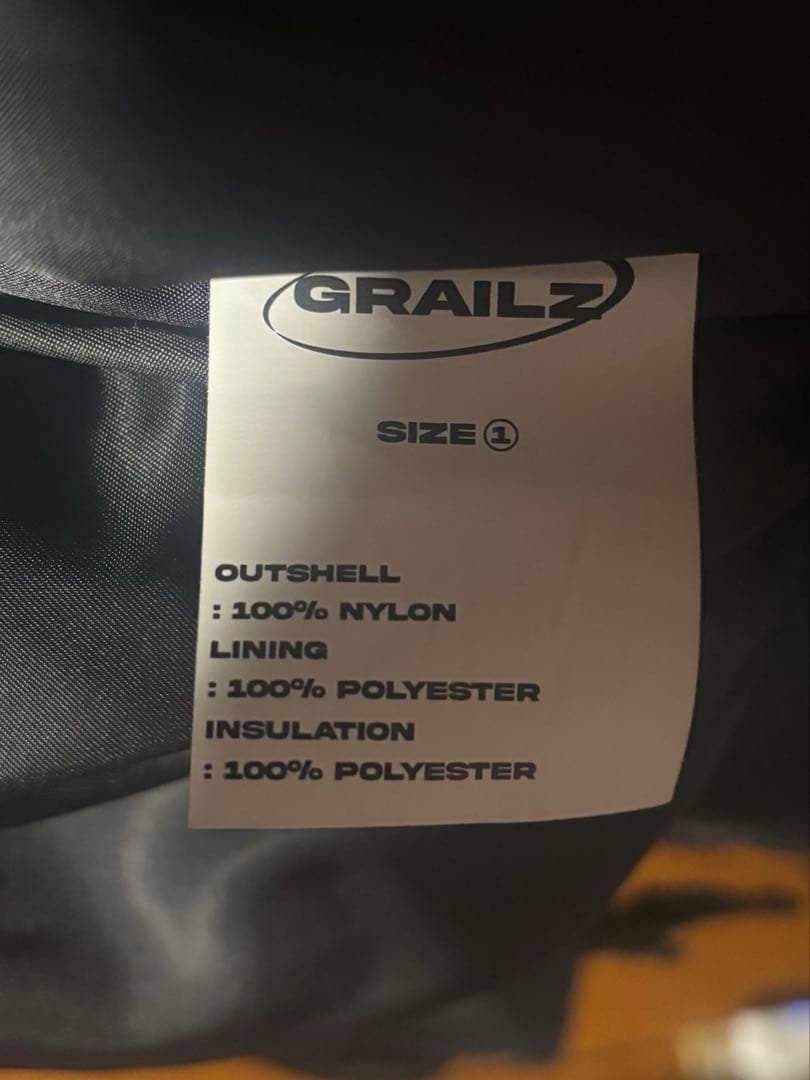 GRAILZ
SIZE ①
OUTSHELL
: 100% NYLON
LINING
: 100% POLYESTER
INSULATION
: 100% POLYESTER